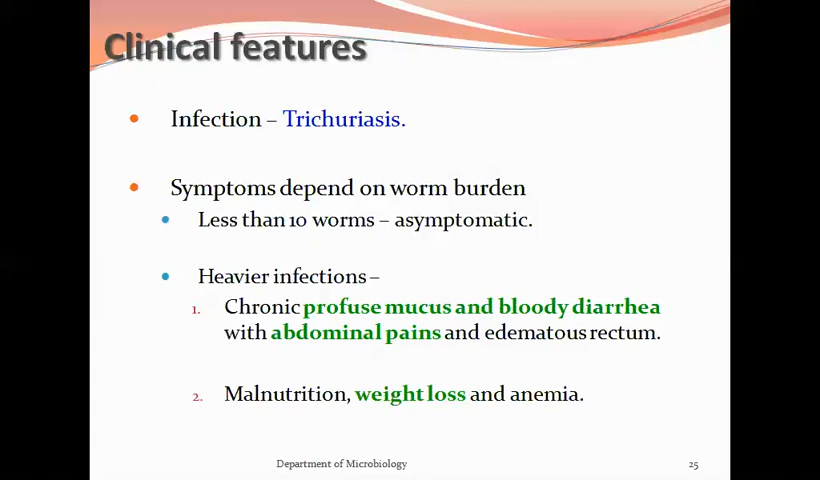 Clinical features
• Infection – Trichuriasis.
• Symptoms depend on worm burden
• Less than 10 worms – asymptomatic.
• Heavier infections –
1. Chronic profuse mucus and bloody diarrhea
with abdominal pains and edematous rectum.
2. Malnutrition, weight loss and anemia.
Department of Microbiology
25